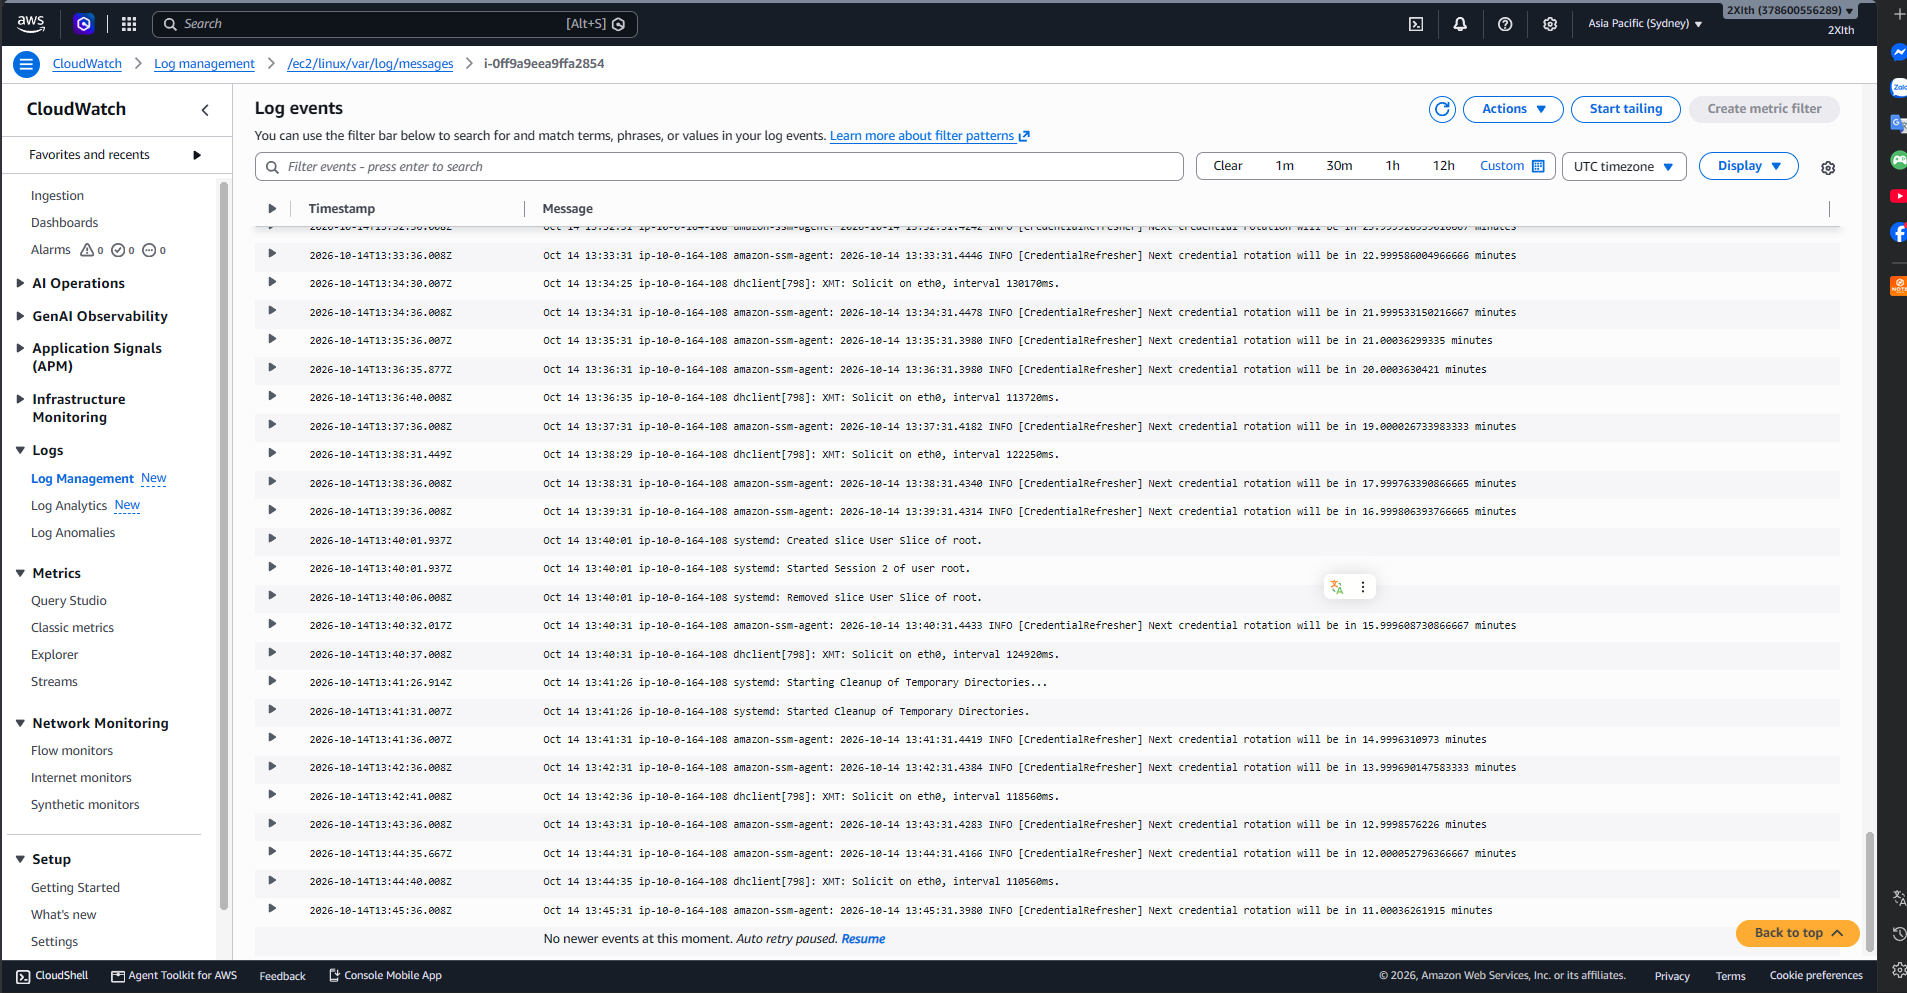 aws
Search [Alt+S]
Asia Pacific (Sydney)
2XIth (378600556289)
2XIth
CloudWatch
Log management
/ec2/linux/var/log/messages
i-0ff9a9eea9ffa2854
CloudWatch
Favorites and recents
Ingestion
Dashboards
Alarms 0 0 0
AI Operations
GenAI Observability
Application Signals (APM)
Infrastructure Monitoring
Logs
Log Management New
Log Analytics New
Log Anomalies
Metrics
Query Studio
Classic metrics
Explorer
Streams
Network Monitoring
Flow monitors
Internet monitors
Synthetic monitors
Setup
Getting Started
What's new
Settings
Log events
Actions
Start tailing
Create metric filter
You can use the filter bar below to search for and match terms, phrases, or values in your log events. Learn more about filter patterns
Filter events - press enter to search
Clear 1m 30m 1h 12h Custom
UTC timezone
Display
Timestamp Message
2026-10-14T13:33:36.008Z Oct 14 13:33:31 ip-10-0-164-108 amazon-ssm-agent: 2026-10-14 13:33:31.4446 INFO [CredentialRefresher] Next credential rotation will be in 22.999586004966666 minutes
2026-10-14T13:34:30.007Z Oct 14 13:34:25 ip-10-0-164-108 dhclient[798]: XMT: Solicit on eth0, interval 130170ms.
2026-10-14T13:34:36.008Z Oct 14 13:34:31 ip-10-0-164-108 amazon-ssm-agent: 2026-10-14 13:34:31.4478 INFO [CredentialRefresher] Next credential rotation will be in 21.999533150216667 minutes
2026-10-14T13:35:36.007Z Oct 14 13:35:31 ip-10-0-164-108 amazon-ssm-agent: 2026-10-14 13:35:31.3980 INFO [CredentialRefresher] Next credential rotation will be in 21.00036299335 minutes
2026-10-14T13:36:35.877Z Oct 14 13:36:31 ip-10-0-164-108 amazon-ssm-agent: 2026-10-14 13:36:31.3980 INFO [CredentialRefresher] Next credential rotation will be in 20.0003630421 minutes
2026-10-14T13:36:40.008Z Oct 14 13:36:35 ip-10-0-164-108 dhclient[798]: XMT: Solicit on eth0, interval 113720ms.
2026-10-14T13:37:36.008Z Oct 14 13:37:31 ip-10-0-164-108 amazon-ssm-agent: 2026-10-14 13:37:31.4182 INFO [CredentialRefresher] Next credential rotation will be in 19.000026733983333 minutes
2026-10-14T13:38:31.449Z Oct 14 13:38:29 ip-10-0-164-108 dhclient[798]: XMT: Solicit on eth0, interval 122250ms.
2026-10-14T13:38:36.008Z Oct 14 13:38:31 ip-10-0-164-108 amazon-ssm-agent: 2026-10-14 13:38:31.4340 INFO [CredentialRefresher] Next credential rotation will be in 17.999763390866665 minutes
2026-10-14T13:39:36.008Z Oct 14 13:39:31 ip-10-0-164-108 amazon-ssm-agent: 2026-10-14 13:39:31.4314 INFO [CredentialRefresher] Next credential rotation will be in 16.999806393766665 minutes
2026-10-14T13:40:01.937Z Oct 14 13:40:01 ip-10-0-164-108 systemd: Created slice User Slice of root.
2026-10-14T13:40:01.937Z Oct 14 13:40:01 ip-10-0-164-108 systemd: Started Session 2 of user root.
2026-10-14T13:40:06.008Z Oct 14 13:40:01 ip-10-0-164-108 systemd: Removed slice User Slice of root.
2026-10-14T13:40:32.017Z Oct 14 13:40:31 ip-10-0-164-108 amazon-ssm-agent: 2026-10-14 13:40:31.4433 INFO [CredentialRefresher] Next credential rotation will be in 15.999608730866667 minutes
2026-10-14T13:40:37.008Z Oct 14 13:40:31 ip-10-0-164-108 dhclient[798]: XMT: Solicit on eth0, interval 124920ms.
2026-10-14T13:41:26.914Z Oct 14 13:41:26 ip-10-0-164-108 systemd: Starting Cleanup of Temporary Directories...
2026-10-14T13:41:31.007Z Oct 14 13:41:26 ip-10-0-164-108 systemd: Started Cleanup of Temporary Directories.
2026-10-14T13:41:36.007Z Oct 14 13:41:31 ip-10-0-164-108 amazon-ssm-agent: 2026-10-14 13:41:31.4419 INFO [CredentialRefresher] Next credential rotation will be in 14.9996310973 minutes
2026-10-14T13:42:36.008Z Oct 14 13:42:31 ip-10-0-164-108 amazon-ssm-agent: 2026-10-14 13:42:31.4384 INFO [CredentialRefresher] Next credential rotation will be in 13.999690147583333 minutes
2026-10-14T13:42:41.008Z Oct 14 13:42:36 ip-10-0-164-108 dhclient[798]: XMT: Solicit on eth0, interval 118560ms.
2026-10-14T13:43:36.008Z Oct 14 13:43:31 ip-10-0-164-108 amazon-ssm-agent: 2026-10-14 13:43:31.4283 INFO [CredentialRefresher] Next credential rotation will be in 12.9998576226 minutes
2026-10-14T13:44:35.667Z Oct 14 13:44:31 ip-10-0-164-108 amazon-ssm-agent: 2026-10-14 13:44:31.4166 INFO [CredentialRefresher] Next credential rotation will be in 12.000052796366667 minutes
2026-10-14T13:44:40.008Z Oct 14 13:44:35 ip-10-0-164-108 dhclient[798]: XMT: Solicit on eth0, interval 110560ms.
2026-10-14T13:45:36.008Z Oct 14 13:45:31 ip-10-0-164-108 amazon-ssm-agent: 2026-10-14 13:45:31.3980 INFO [CredentialRefresher] Next credential rotation will be in 11.00036261915 minutes
No newer events at this moment. Auto retry paused. Resume
Back to top
CloudShell
Agent Toolkit for AWS
Feedback
Console Mobile App
© 2026, Amazon Web Services, Inc. or its affiliates.
Privacy
Terms
Cookie preferences